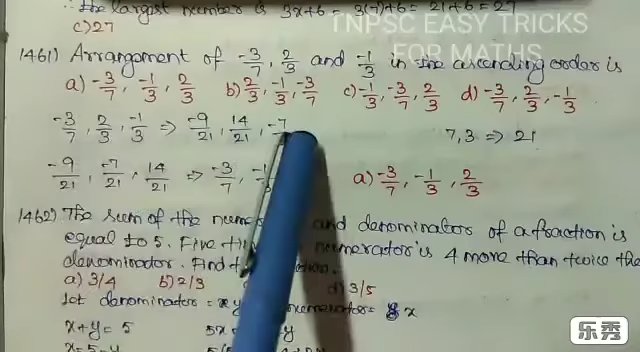 ∴ the largest number is 3x+6 = 3(7)+6 = 21+6 = 27
TNPSC EASY TRICKS
FOR MATHS
c) 27
1461) Arrangement of -3/7, 2/3 and -1/3 in the ascending order is
a) -3/7, -1/3, 2/3 b) 2/3, -1/3, -3/7 c) -1/3, -3/7, 2/3 d) -3/7, 2/3, -1/3
-3/7, 2/3, -1/3 ⇒ -9/21, 14/21, -7 7,3 ⇒ 21
-9/21, -7/21, 14/21 ⇒ -3/7, -1/3 a) -3/7, -1/3, 2/3
1462) The sum of the and denominator of a fraction is
equal to 5. Five numerator is 4 more than twice the
denominator. Find
a) 3/4 b) 2/3 d) 3/5
let denominator = y numerator = x
x+y = 5 5x y
x = 5-y
乐秀